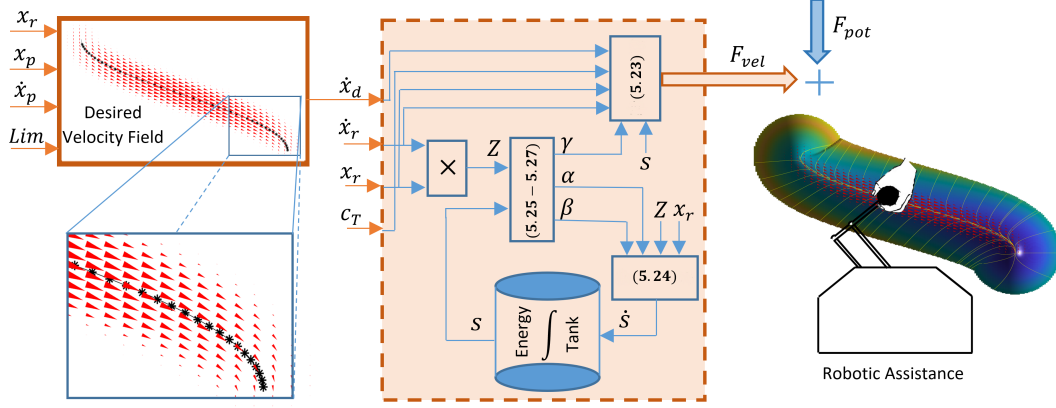 x_r
x_p
ẋ_p
Lim
Desired
Velocity Field
ẋ_d
ẋ_r
x_r
c_T
×
Z
(5.25 − 5.27)
γ
α
β
(5.23)
s
Z x_r
(5.24)
ṡ
s
Energy
∫
Tank
F_vel
F_pot
Robotic Assistance